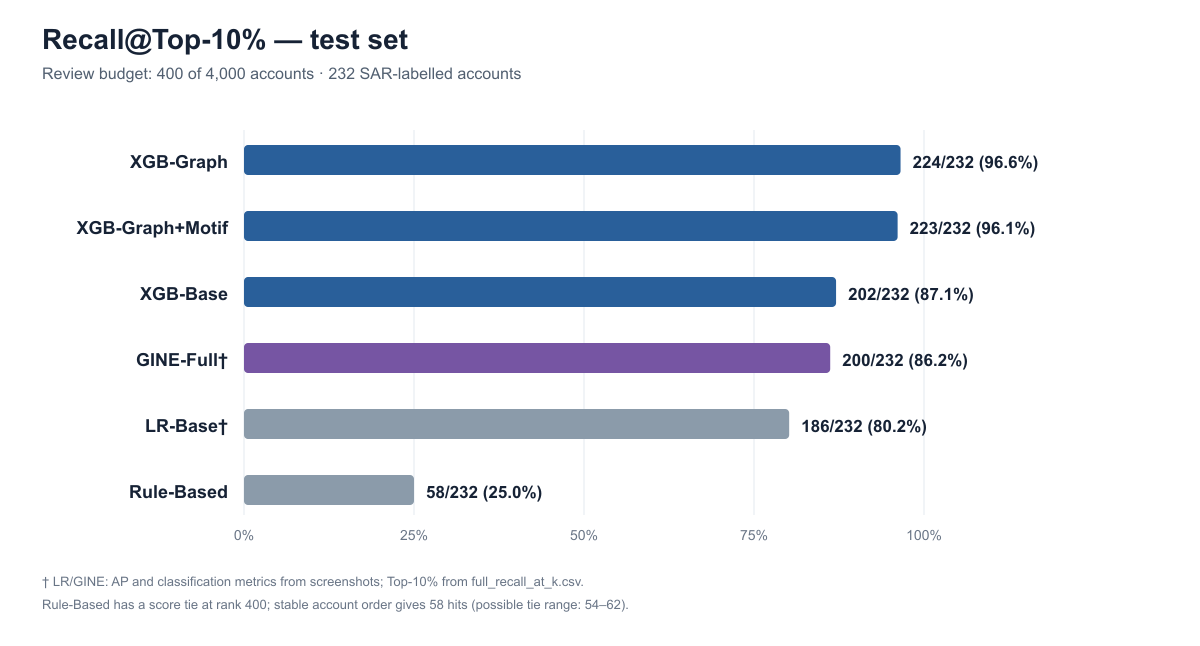 Recall@Top-10% — test set
Review budget: 400 of 4,000 accounts · 232 SAR-labelled accounts
XGB-Graph 224/232 (96.6%)
XGB-Graph+Motif 223/232 (96.1%)
XGB-Base 202/232 (87.1%)
GINE-Full† 200/232 (86.2%)
LR-Base† 186/232 (80.2%)
Rule-Based 58/232 (25.0%)
0% 25% 50% 75% 100%
† LR/GINE: AP and classification metrics from screenshots; Top-10% from full_recall_at_k.csv.
Rule-Based has a score tie at rank 400; stable account order gives 58 hits (possible tie range: 54–62).